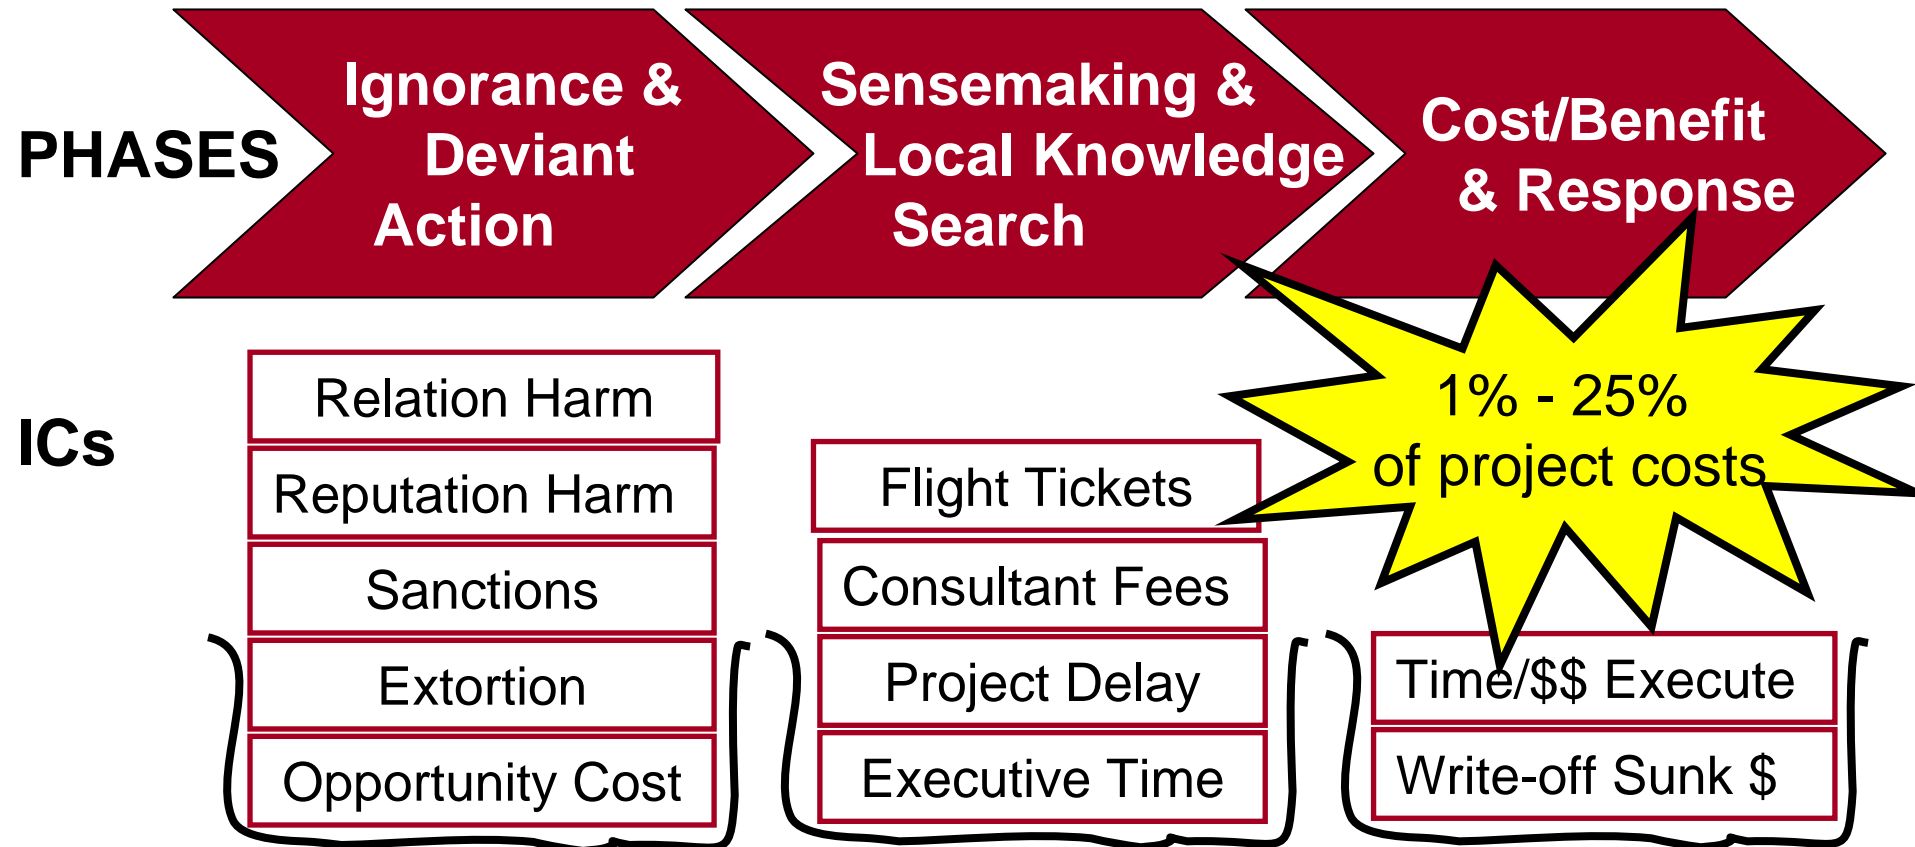 PHASES
Ignorance &
Deviant
Action
Sensemaking &
Local Knowledge
Search
Cost/Benefit
& Response
ICs
Relation Harm
Reputation Harm
Sanctions
Extortion
Opportunity Cost
Flight Tickets
Consultant Fees
Project Delay
Executive Time
1% - 25%
of project costs
Time/$$ Execute
Write-off Sunk $